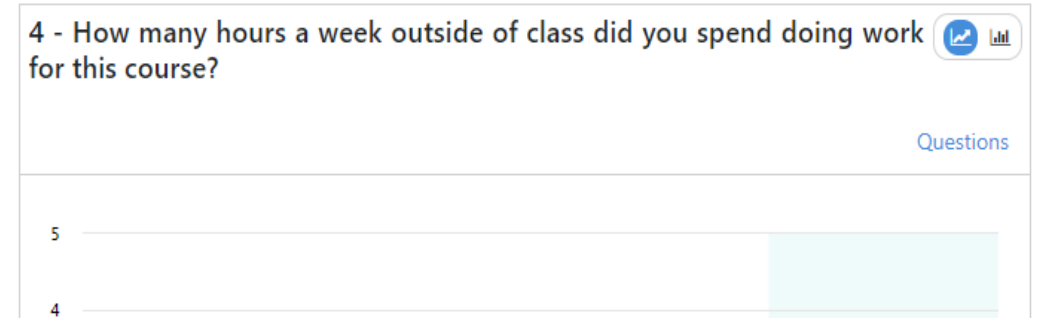 4 - How many hours a week outside of class did you spend doing work
for this course?
Questions
5
4